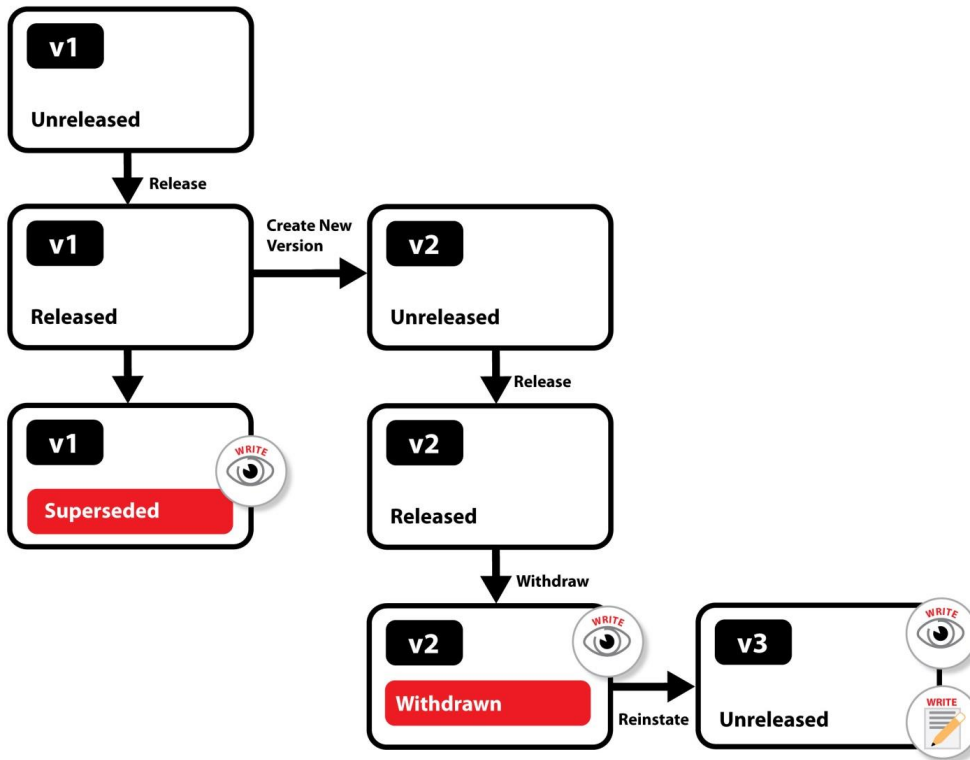 v1
Unreleased
Release
v1
Released
Create New
Version
v2
Unreleased
Release
v1
WRITE
Superseded
v2
Released
Withdraw
v2
WRITE
Withdrawn
Reinstate
v3
WRITE
Unreleased
WRITE